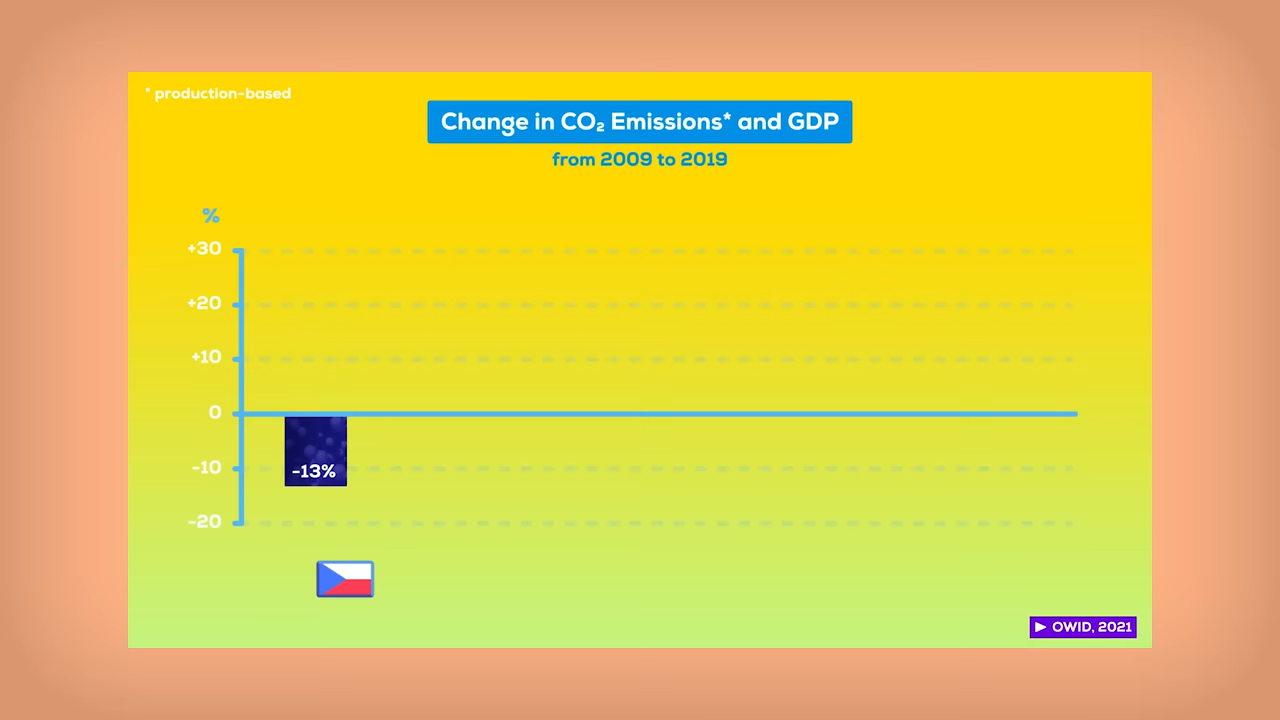 * production-based
Change in CO₂ Emissions* and GDP
from 2009 to 2019
%
+30
+20
+10
0
-10
-13%
-20
► OWID, 2021